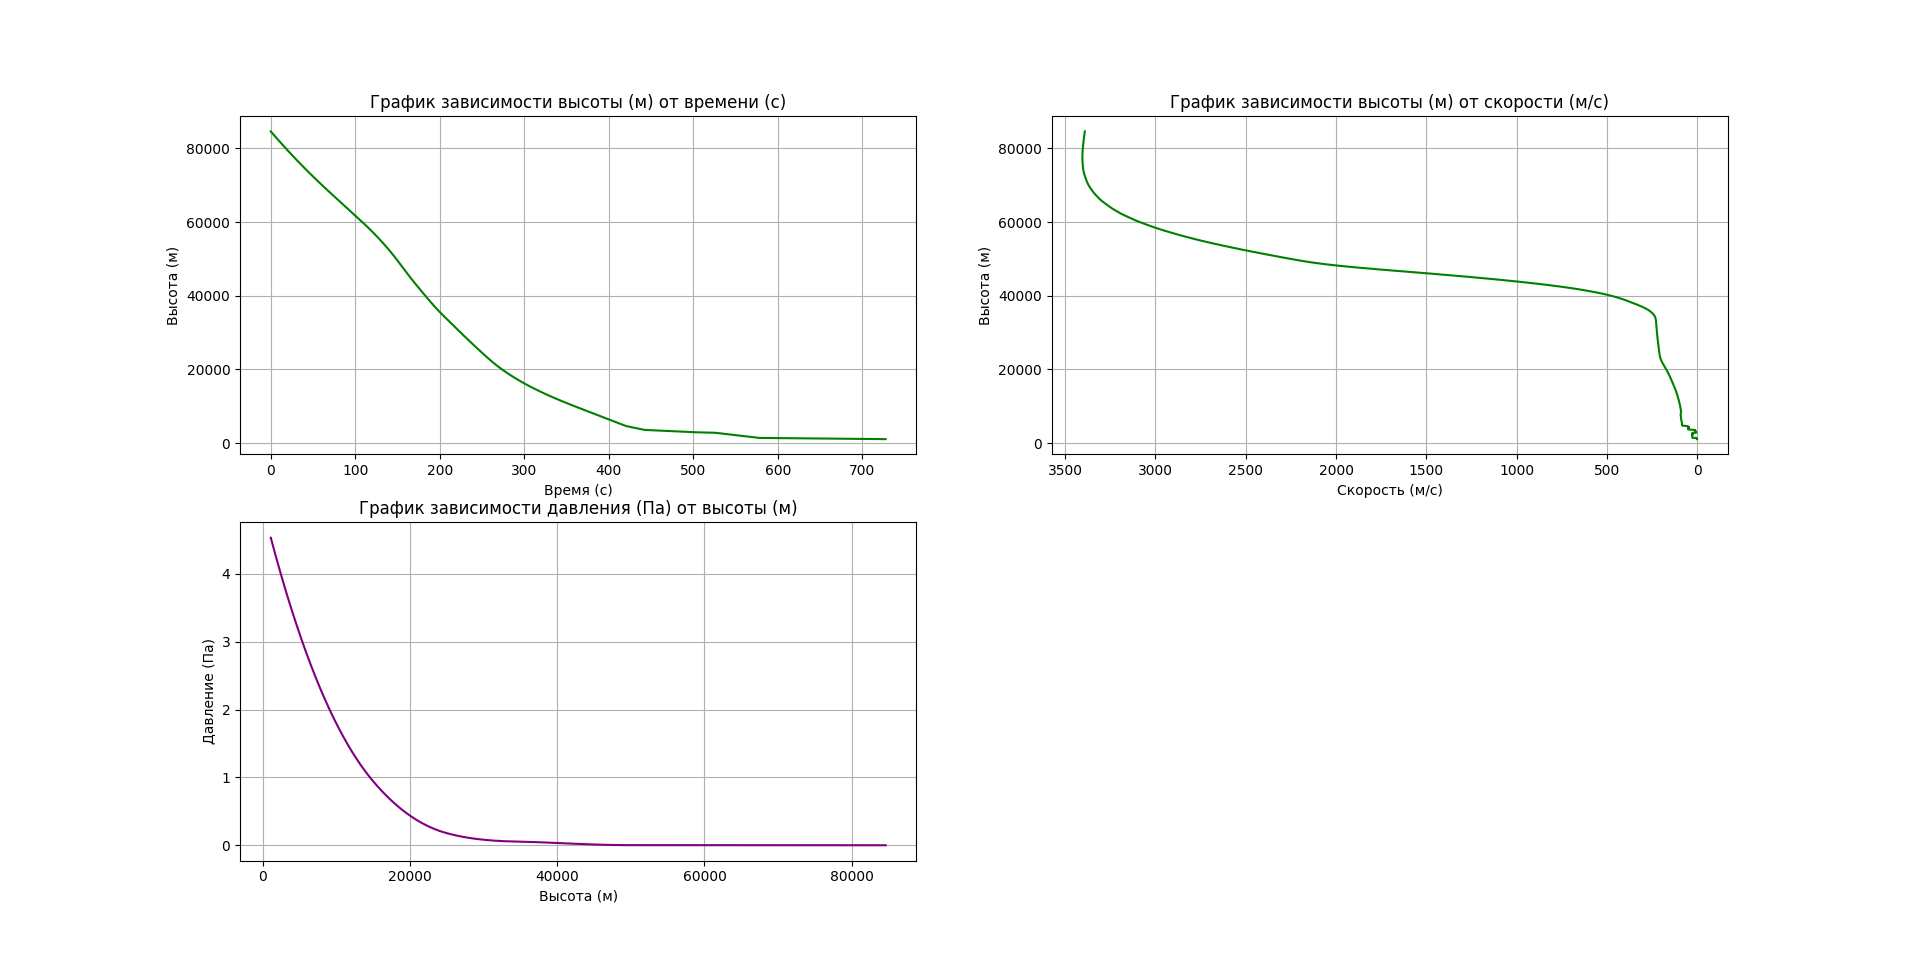 График зависимости высоты (м) от времени (с)
Высота (м)
80000
60000
40000
20000
0
0 100 200 300 400 500 600 700
Время (с)
График зависимости высоты (м) от скорости (м/с)
Высота (м)
80000
60000
40000
20000
0
3500 3000 2500 2000 1500 1000 500 0
Скорость (м/с)
График зависимости давления (Па) от высоты (м)
Давление (Па)
4
3
2
1
0
0 20000 40000 60000 80000
Высота (м)